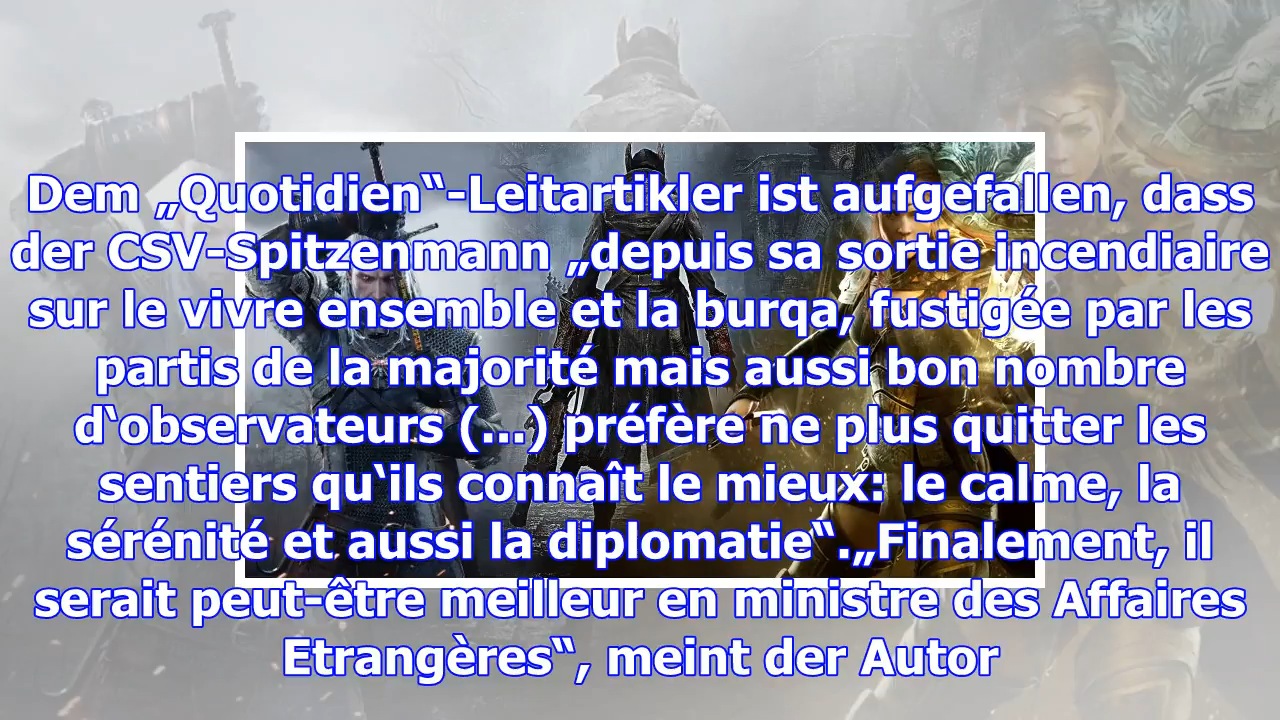 Dem „Quotidien“-Leitartikler ist aufgefallen, dass
der CSV-Spitzenmann „depuis sa sortie incendiaire
sur le vivre ensemble et la burqa, fustigée par les
partis de la majorité mais aussi bon nombre
d‘observateurs (...) préfère ne plus quitter les
sentiers qu‘ils connaît le mieux: le calme, la
sérénité et aussi la diplomatie“.„Finalement, il
serait peut-être meilleur en ministre des Affaires
Etrangères“, meint der Autor